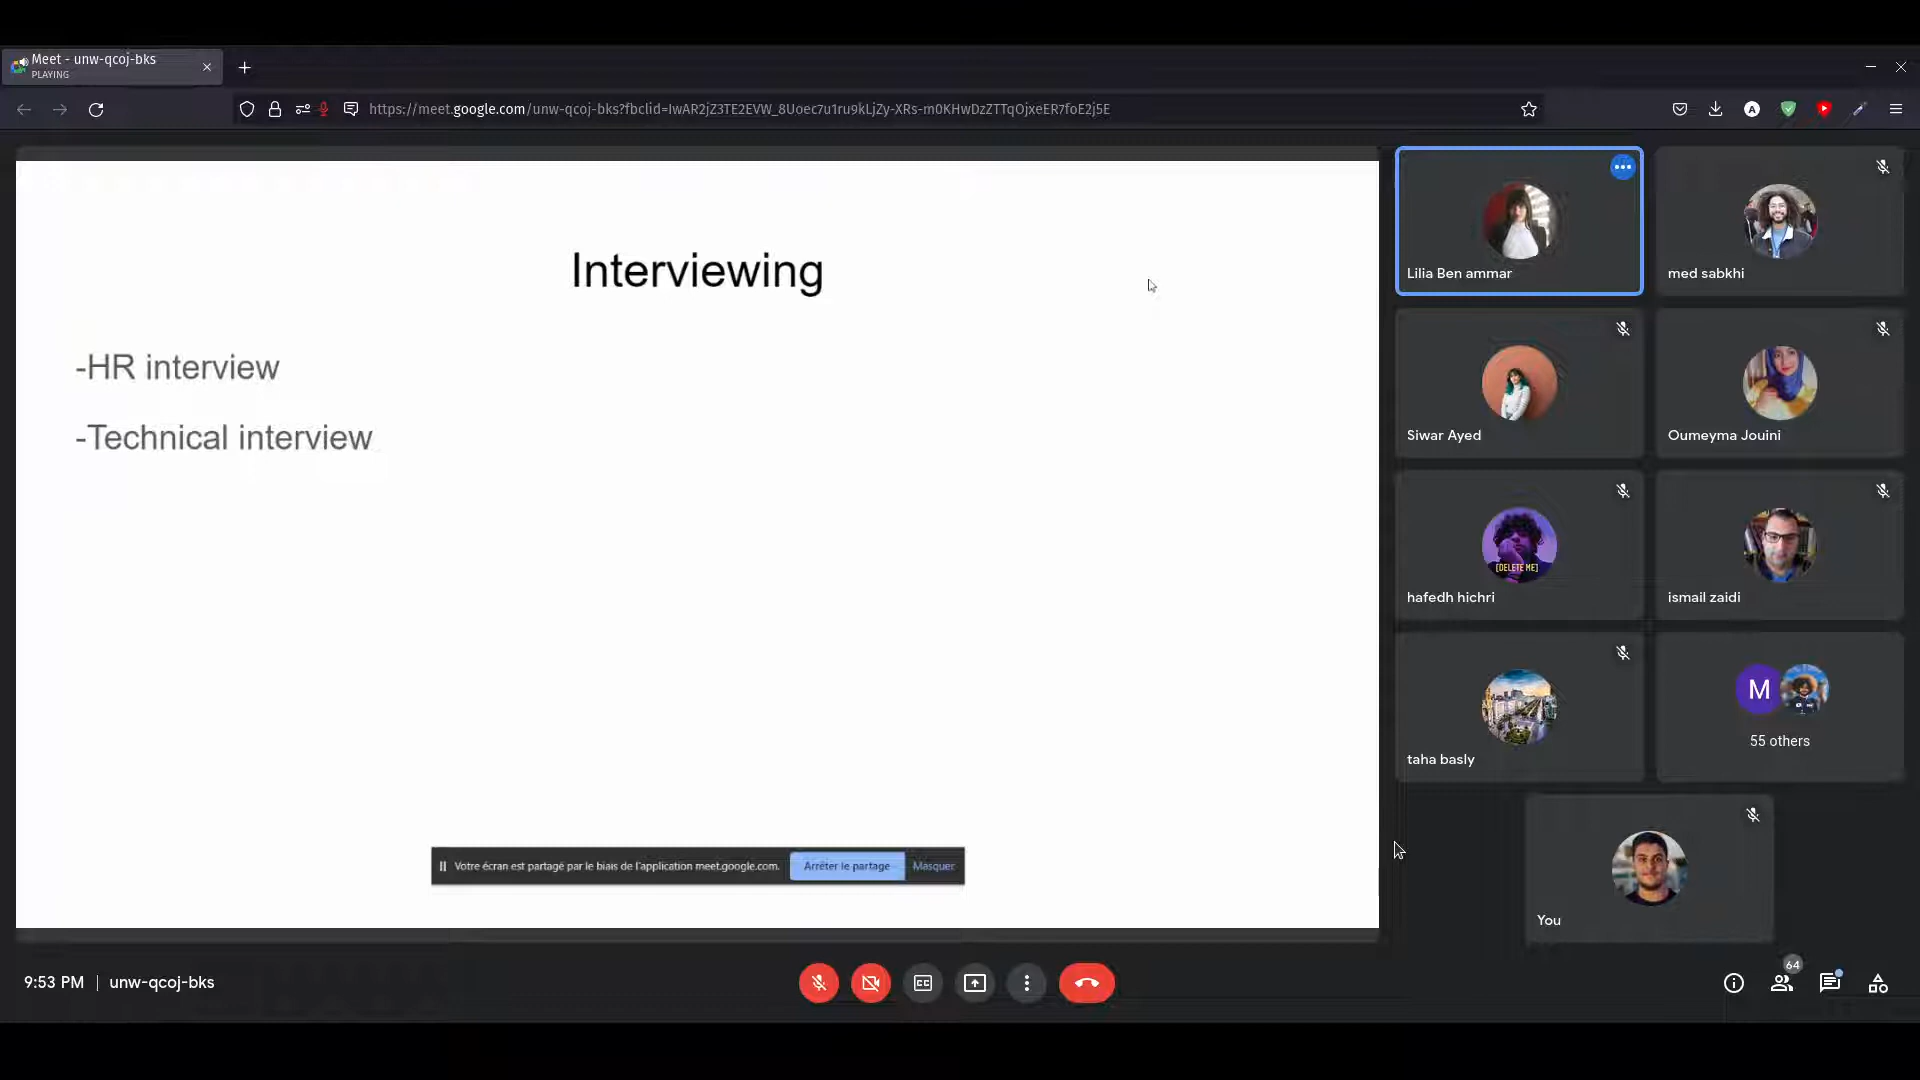 Meet - unw-qcoj-bks
PLAYING
https://meet.google.com/unw-qcoj-bks?fbclid=IwAR2jZ3TE2EVW_8Uoec7u1ru9kLjZy-XRs-m0KHwDzZTTqOjxeER7foE2j5E
A
Interviewing
-HR interview
-Technical interview
Votre écran est partagé par le biais de l'application meet.google.com.
Arrêter le partage
Masquer
Lilia Ben ammar
med sabkhi
Siwar Ayed
Oumeyma Jouini
[DELETE ME]
hafedh hichri
ismail zaidi
taha basly
M
55 others
You
9:53 PM | unw-qcoj-bks
CC
64